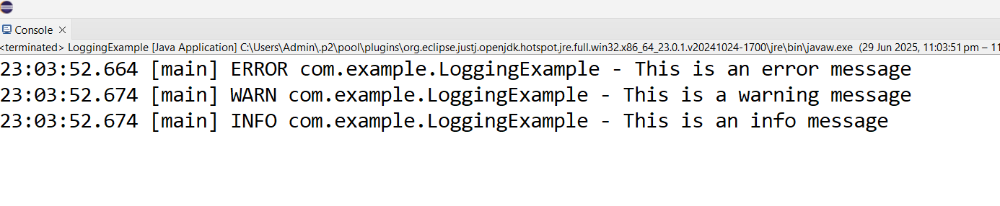 Console
<terminated> LoggingExample [Java Application] C:\Users\Admin\.p2\pool\plugins\org.eclipse.justj.openjdk.hotspot.jre.full.win32.x86_64_23.0.1.v20241024-1700\jre\bin\javaw.exe (29 Jun 2025, 11:03:51 pm – 11
23:03:52.664 [main] ERROR com.example.LoggingExample - This is an error message
23:03:52.674 [main] WARN com.example.LoggingExample - This is a warning message
23:03:52.674 [main] INFO com.example.LoggingExample - This is an info message